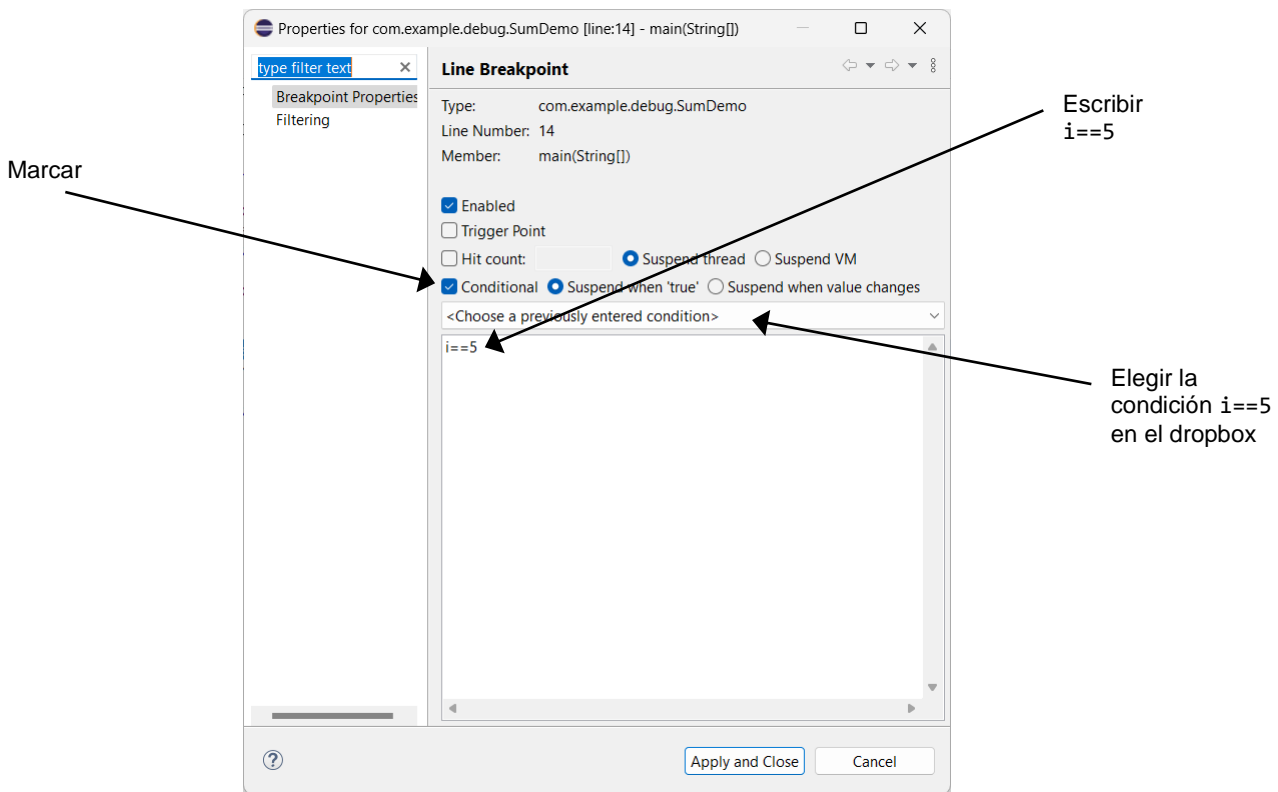 Properties for com.example.debug.SumDemo [line:14] - main(String[])
type filter text
Breakpoint Properties
Filtering
Line Breakpoint
Type: com.example.debug.SumDemo
Line Number: 14
Member: main(String[])
Enabled
Trigger Point
Hit count: Suspend thread Suspend VM
Conditional Suspend when 'true' Suspend when value changes
<Choose a previously entered condition>
i==5
Apply and Close Cancel
Marcar
Escribir
i==5
Elegir la
condición i==5
en el dropbox